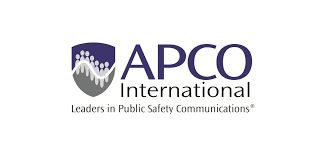 APCO
International
Leaders in Public Safety Communications®